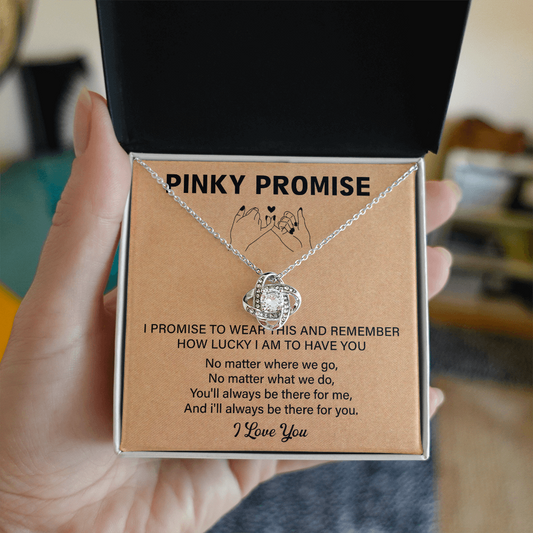 PINKY PROMISE
I PROMISE TO WEAR THIS AND REMEMBER
HOW LUCKY I AM TO HAVE YOU
No matter where we go,
No matter what we do,
You'll always be there for me,
And i'll always be there for you.
I Love You